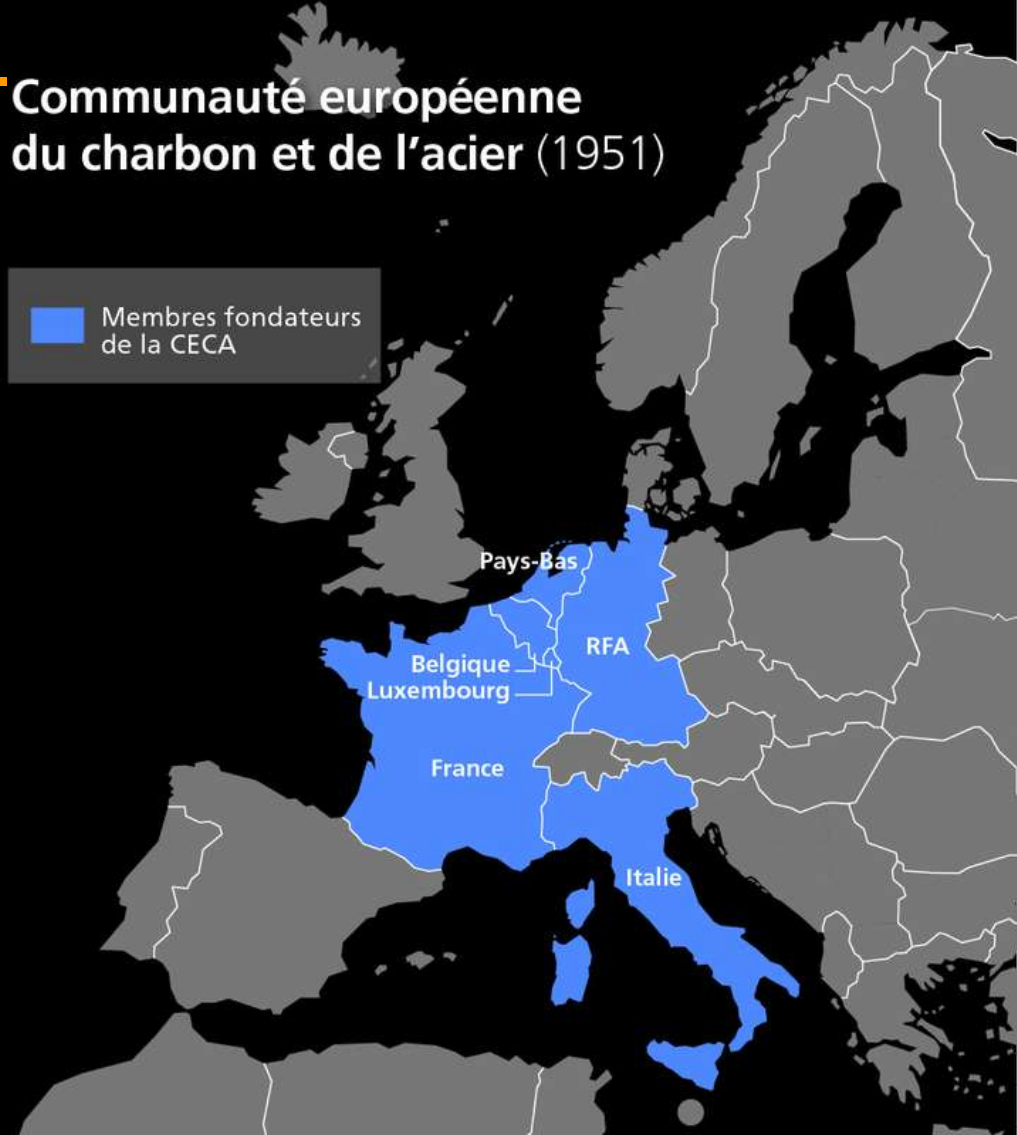 Communauté européenne
du charbon et de l'acier (1951)
Membres fondateurs
de la CECA
Pays-Bas
RFA
Belgique
Luxembourg
France
Italie